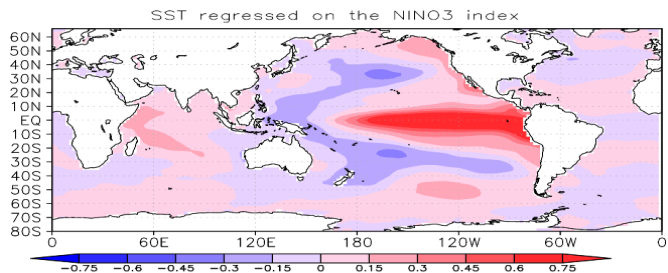 SST regressed on the NINO3 index
60N
50N
40N
30N
20N
10N
EQ
10S
20S
30S
40S
50S
60S
70S
80S
0 60E 120E 180 120W 60W 0
-0.75 -0.6 -0.45 -0.3 -0.15 0 0.15 0.3 0.45 0.6 0.75